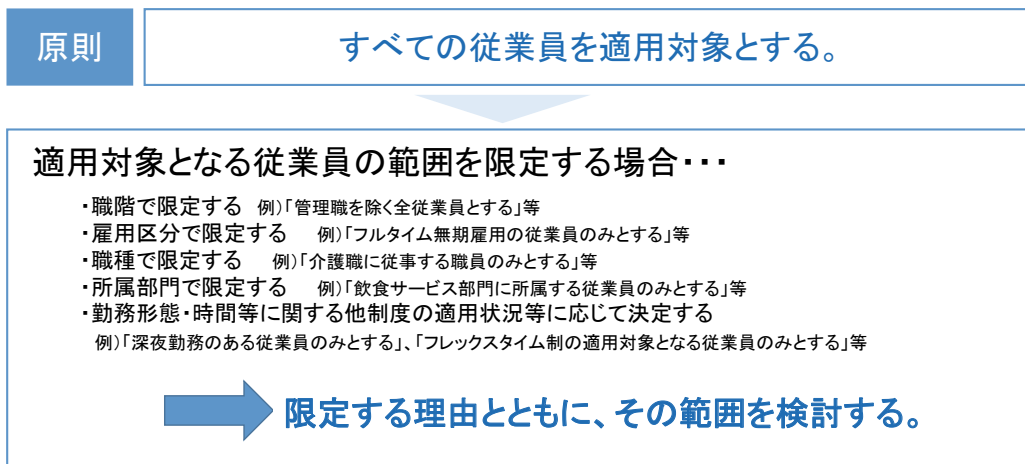 原則
すべての従業員を適用対象とする。
適用対象となる従業員の範囲を限定する場合・・・
・職階で限定する 例)「管理職を除く全従業員とする」等
・雇用区分で限定する 例)「フルタイム無期雇用の従業員のみとする」等
・職種で限定する 例)「介護職に従事する職員のみとする」等
・所属部門で限定する 例)「飲食サービス部門に所属する従業員のみとする」等
・勤務形態・時間等に関する他制度の適用状況等に応じて決定する
例)「深夜勤務のある従業員のみとする」、「フレックスタイム制の適用対象となる従業員のみとする」等
限定する理由とともに、その範囲を検討する。